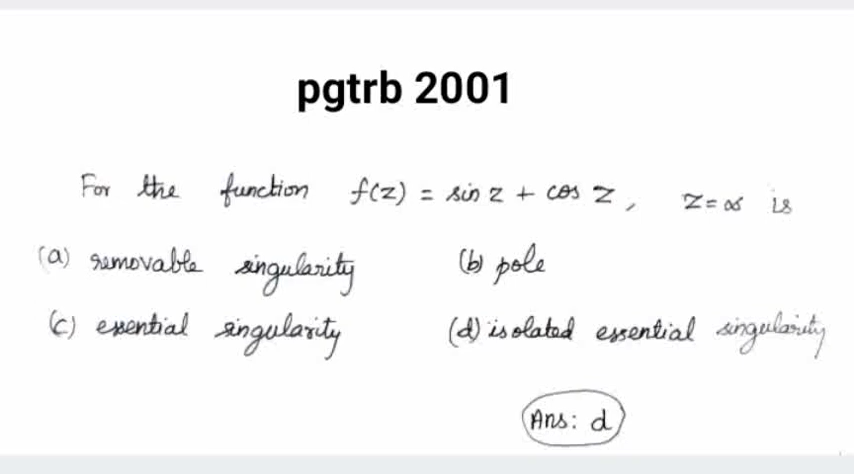 pgtrb 2001
For the function f(z) = sin z + cos z, z=∞ is
(a) removable singularity (b) pole
(c) essential singularity (d) isolated essential singularity
Ans: d